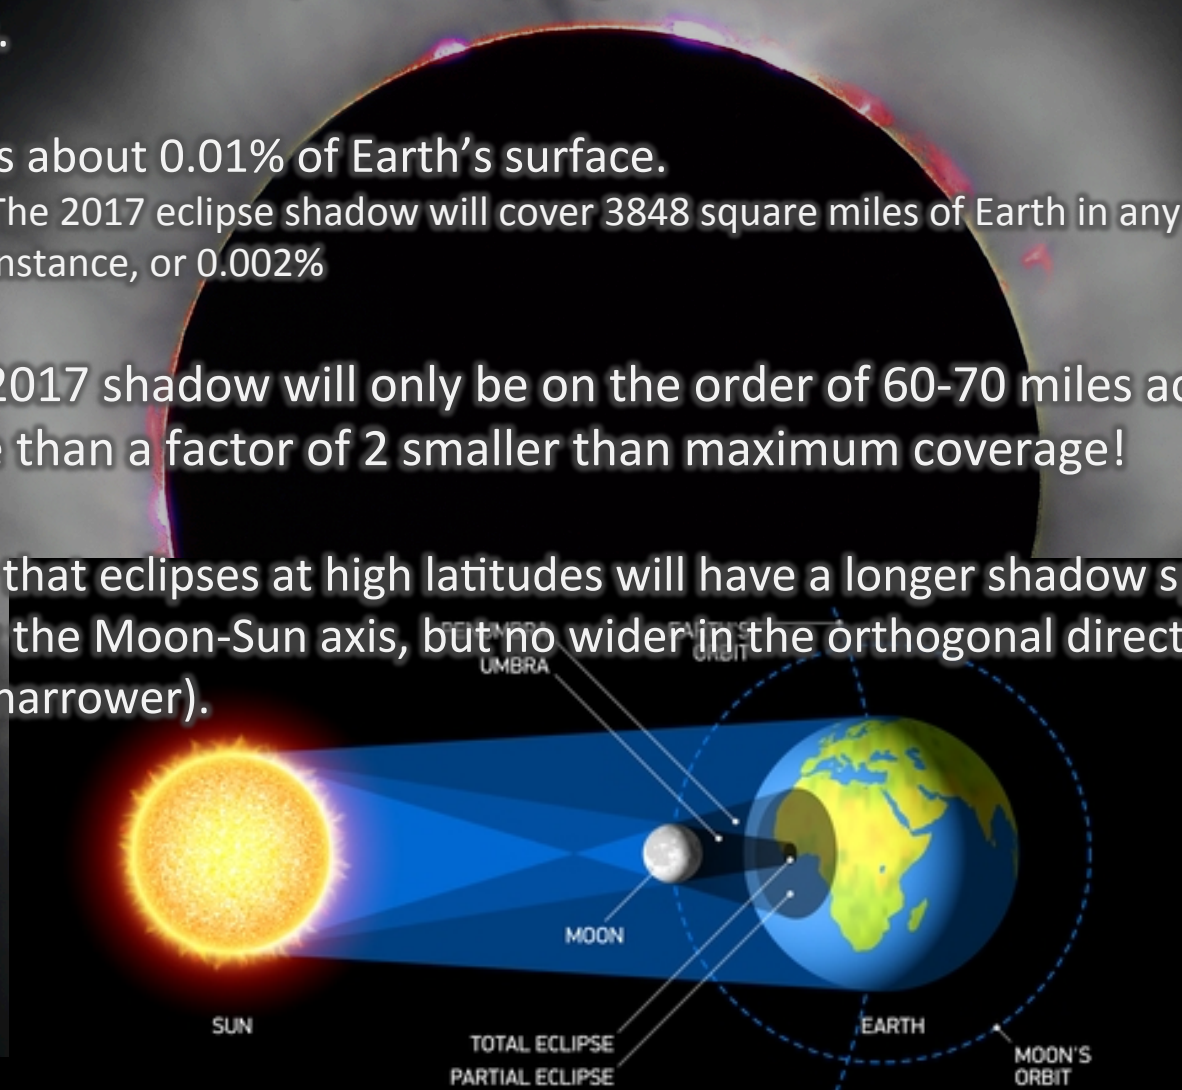 .
s about 0.01% of Earth’s surface.
The 2017 eclipse shadow will cover 3848 square miles of Earth in any
nstance, or 0.002%
2017 shadow will only be on the order of 60-70 miles ac
e than a factor of 2 smaller than maximum coverage!
that eclipses at high latitudes will have a longer shadow s
the Moon-Sun axis, but no wider in the orthogonal direct
narrower).
PENUMBRA
EARTH'S
ORBIT
UMBRA
MOON
SUN
EARTH
TOTAL ECLIPSE
PARTIAL ECLIPSE
MOON'S
ORBIT